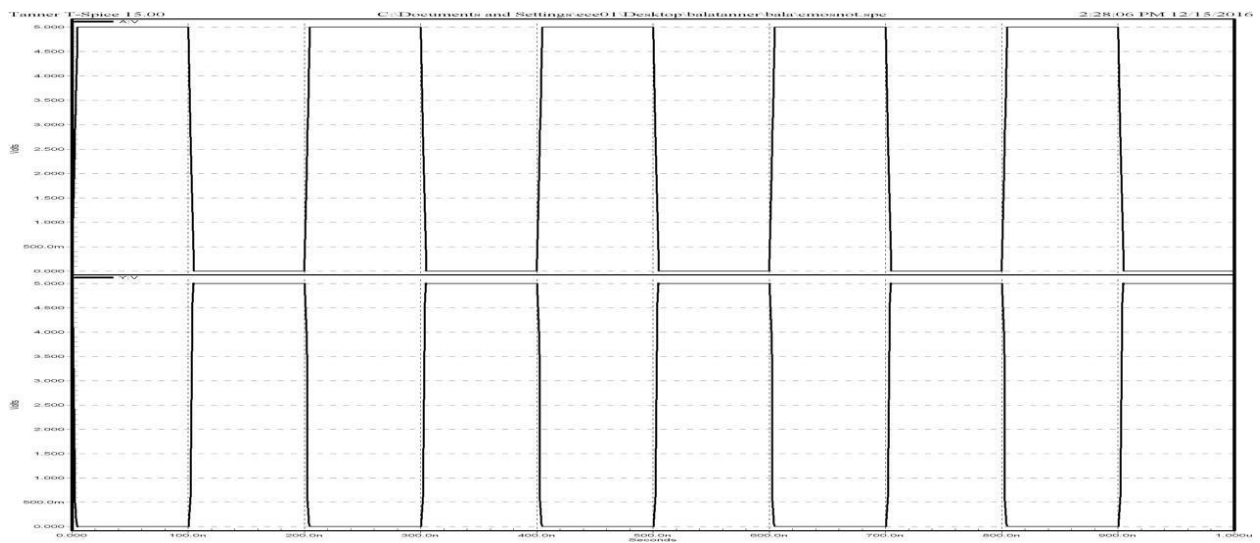 Tanner T-Spice 15.00 C:\Documents and Settings\ece01\Desktop\balatanner\bala\cmosnot.spc 2:28:06 PM 12/15/2016
A:V
5.000
4.500
4.000
3.500
3.000
2.500
2.000
1.500
1.000
500.0m
0.000
Volts
Y:V
5.000
4.500
4.000
3.500
3.000
2.500
2.000
1.500
1.000
500.0m
0.000
Volts
0.000 100.0n 200.0n 300.0n 400.0n 500.0n 600.0n 700.0n 800.0n 900.0n 1.000u
Seconds